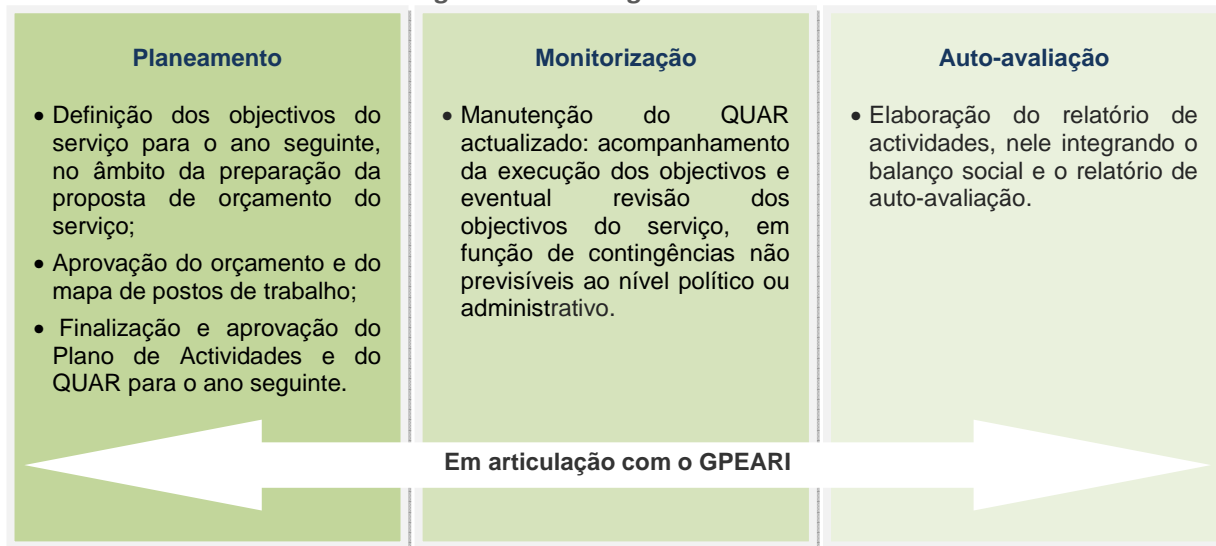 Planeamento
• Definição dos objectivos do
serviço para o ano seguinte,
no âmbito da preparação da
proposta de orçamento do
serviço;
• Aprovação do orçamento e do
mapa de postos de trabalho;
• Finalização e aprovação do
Plano de Actividades e do
QUAR para o ano seguinte.
Monitorização
• Manutenção do QUAR
actualizado: acompanhamento
da execução dos objectivos e
eventual revisão dos
objectivos do serviço, em
função de contingências não
previsíveis ao nível político ou
administrativo.
Auto-avaliação
• Elaboração do relatório de
actividades, nele integrando o
balanço social e o relatório de
auto-avaliação.
Em articulação com o GPEARI